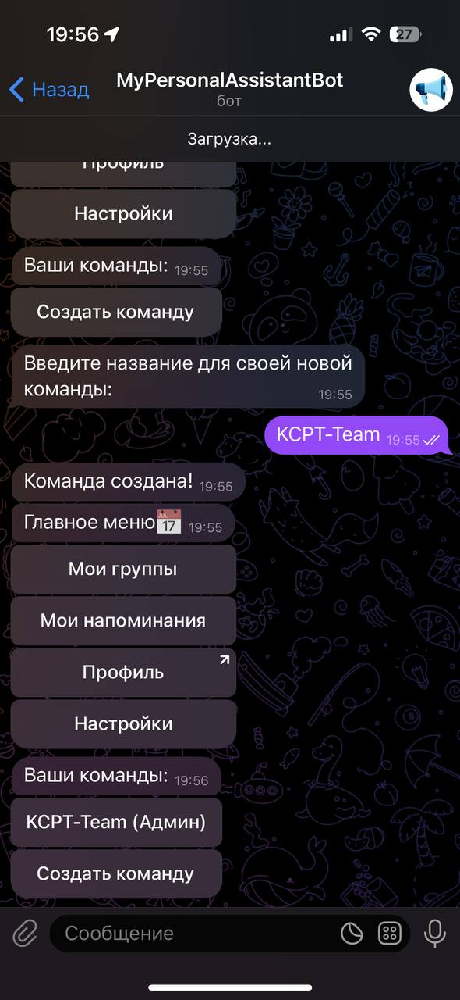 19:56
27
Назад
MyPersonalAssistantBot
бот
Загрузка...
Профиль
Настройки
Ваши команды: 19:55
Создать команду
Введите название для своей новой
команды: 19:55
KCPT-Team 19:55
Команда создана! 19:55
Главное меню📅 19:55
Мои группы
Мои напоминания
Профиль
Настройки
Ваши команды: 19:56
KCPT-Team (Админ)
Создать команду
Сообщение